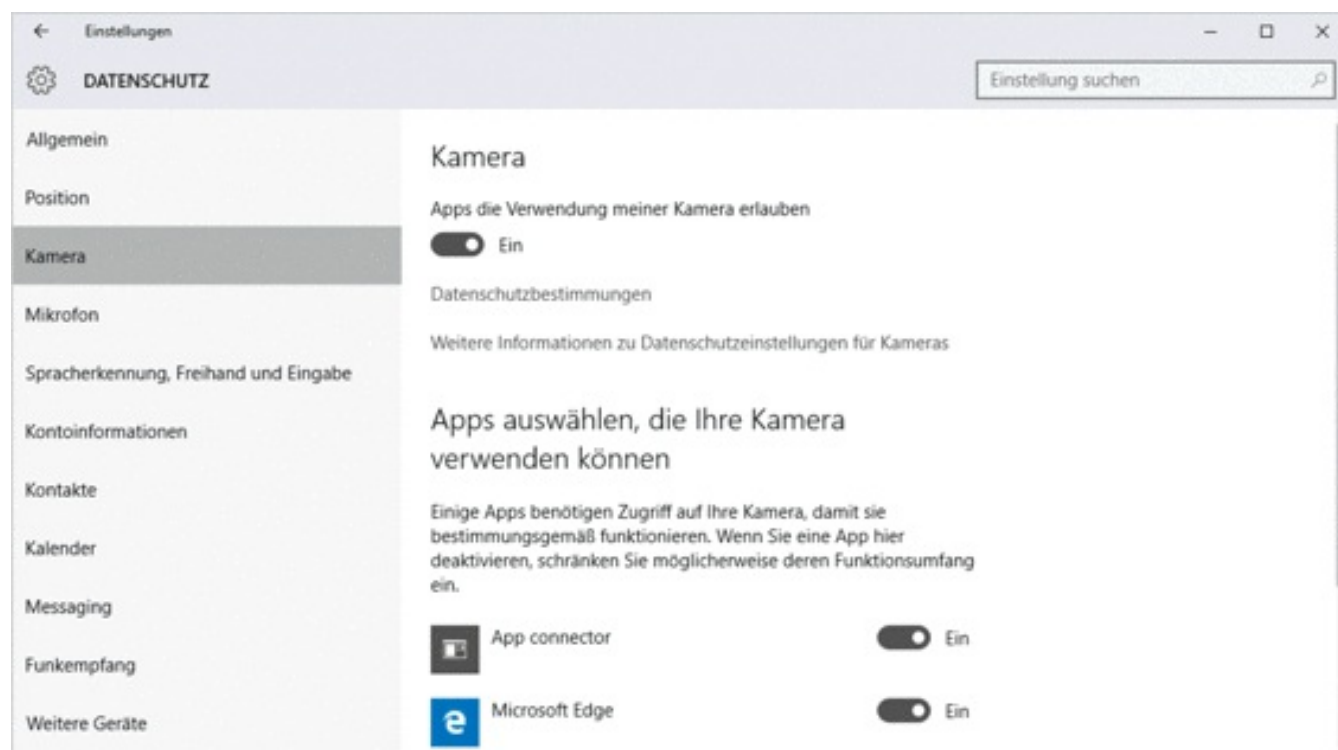 Einstellungen
DATENSCHUTZ
Einstellung suchen
Allgemein
Position
Kamera
Mikrofon
Spracherkennung, Freihand und Eingabe
Kontoinformationen
Kontakte
Kalender
Messaging
Funkempfang
Weitere Geräte
Kamera
Apps die Verwendung meiner Kamera erlauben
Ein
Datenschutzbestimmungen
Weitere Informationen zu Datenschutzeinstellungen für Kameras
Apps auswählen, die Ihre Kamera
verwenden können
Einige Apps benötigen Zugriff auf Ihre Kamera, damit sie
bestimmungsgemäß funktionieren. Wenn Sie eine App hier
deaktivieren, schränken Sie möglicherweise deren Funktionsumfang
ein.
App connector Ein
Microsoft Edge Ein